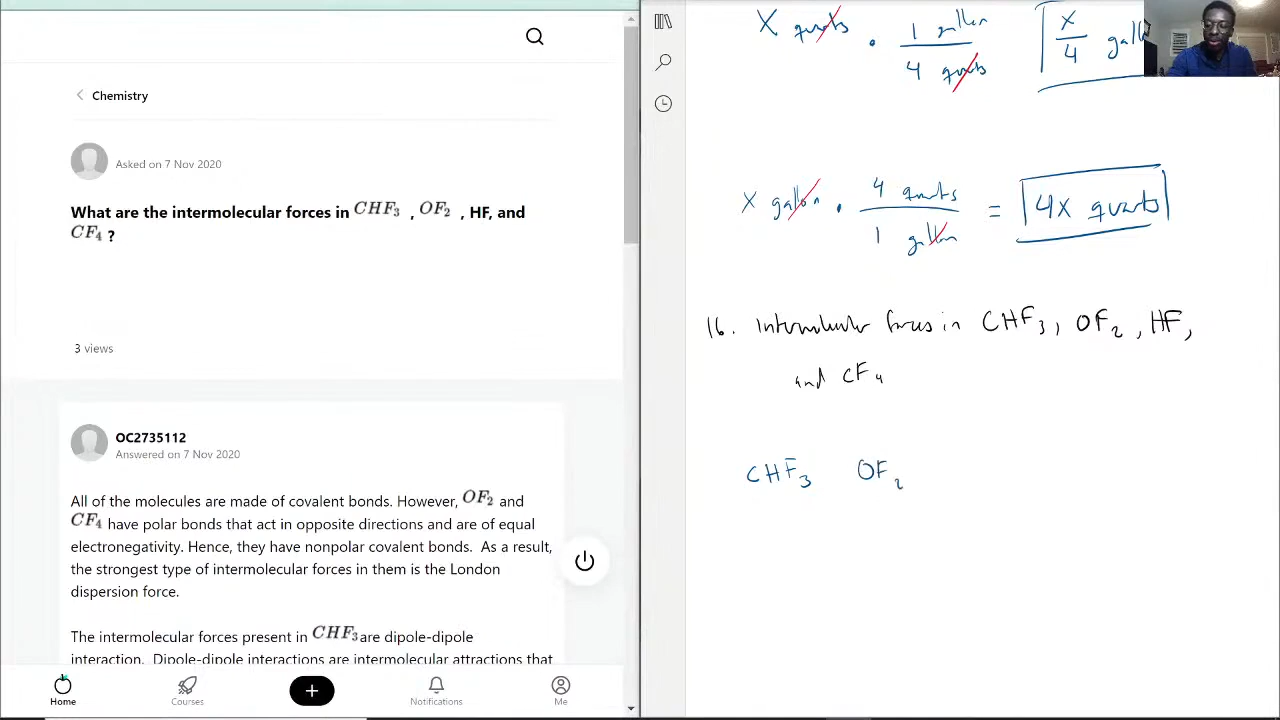 Chemistry
Asked on 7 Nov 2020
What are the intermolecular forces in CHF3 , OF2 , HF, and
CF4 ?
3 views
OC2735112
Answered on 7 Nov 2020
All of the molecules are made of covalent bonds. However, OF2 and
CF4 have polar bonds that act in opposite directions and are of equal
electronegativity. Hence, they have nonpolar covalent bonds. As a result,
the strongest type of intermolecular forces in them is the London
dispersion force.
The intermolecular forces present in CHF3 are dipole-dipole
interaction. Dipole-dipole interactions are intermolecular attractions that
Home
Courses
Notifications
Me
X quarts . 1 gallon / 4 quarts x/4 gall
X gallon . 4 quarts / 1 gallon = 4x quarts
16. Intermolecular forces in CHF3, OF2, HF,
and CF4
CHF3 OF2